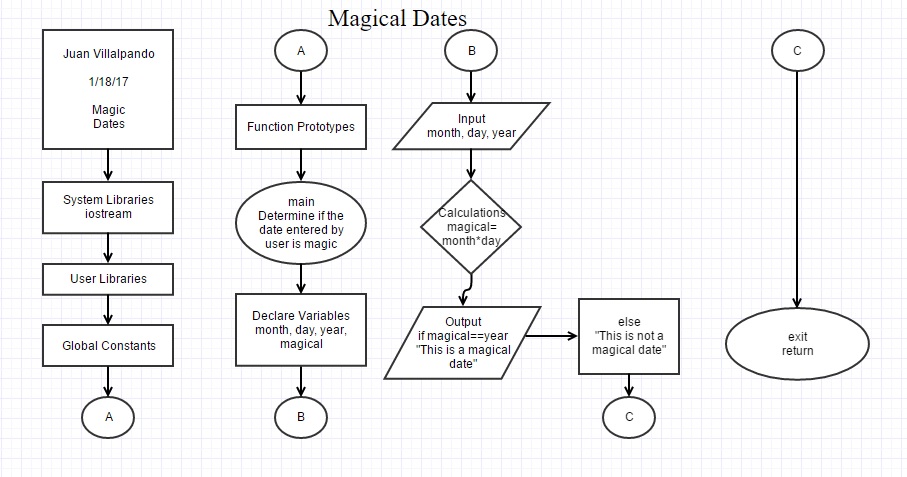 Magical Dates
Juan Villalpando
1/18/17
Magic
Dates
System Libraries
iostream
User Libraries
Global Constants
A
A
Function Prototypes
main
Determine if the
date entered by
user is magic
Declare Variables
month, day, year,
magical
B
B
Input
month, day, year
Calculations
magical=
month*day
Output
if magical==year
"This is a magical
date"
else
"This is not a
magical date"
C
C
exit
return